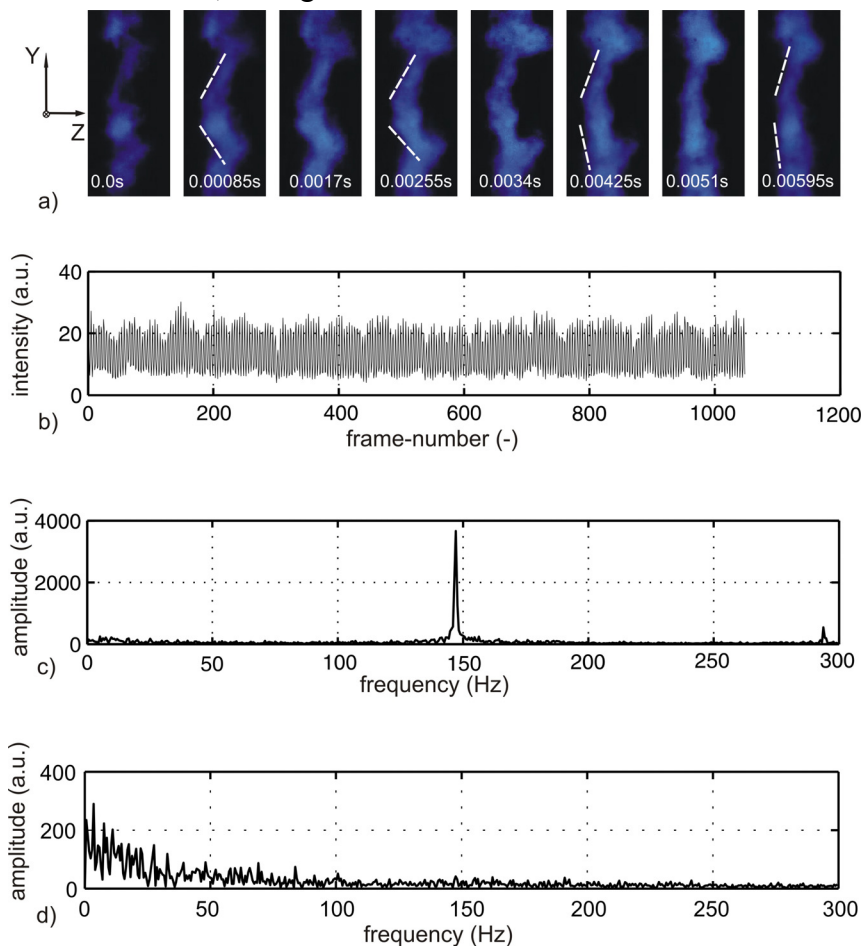 Y
Z
0.0s 0.00085s 0.0017s 0.00255s 0.0034s 0.00425s 0.0051s 0.00595s
a)
intensity (a.u.)
40
20
0
0 200 400 600 800 1000 1200
b)
frame-number (-)
amplitude (a.u.)
4000
2000
0
0 50 100 150 200 250 300
c)
frequency (Hz)
amplitude (a.u.)
400
200
0
0 50 100 150 200 250 300
d)
frequency (Hz)